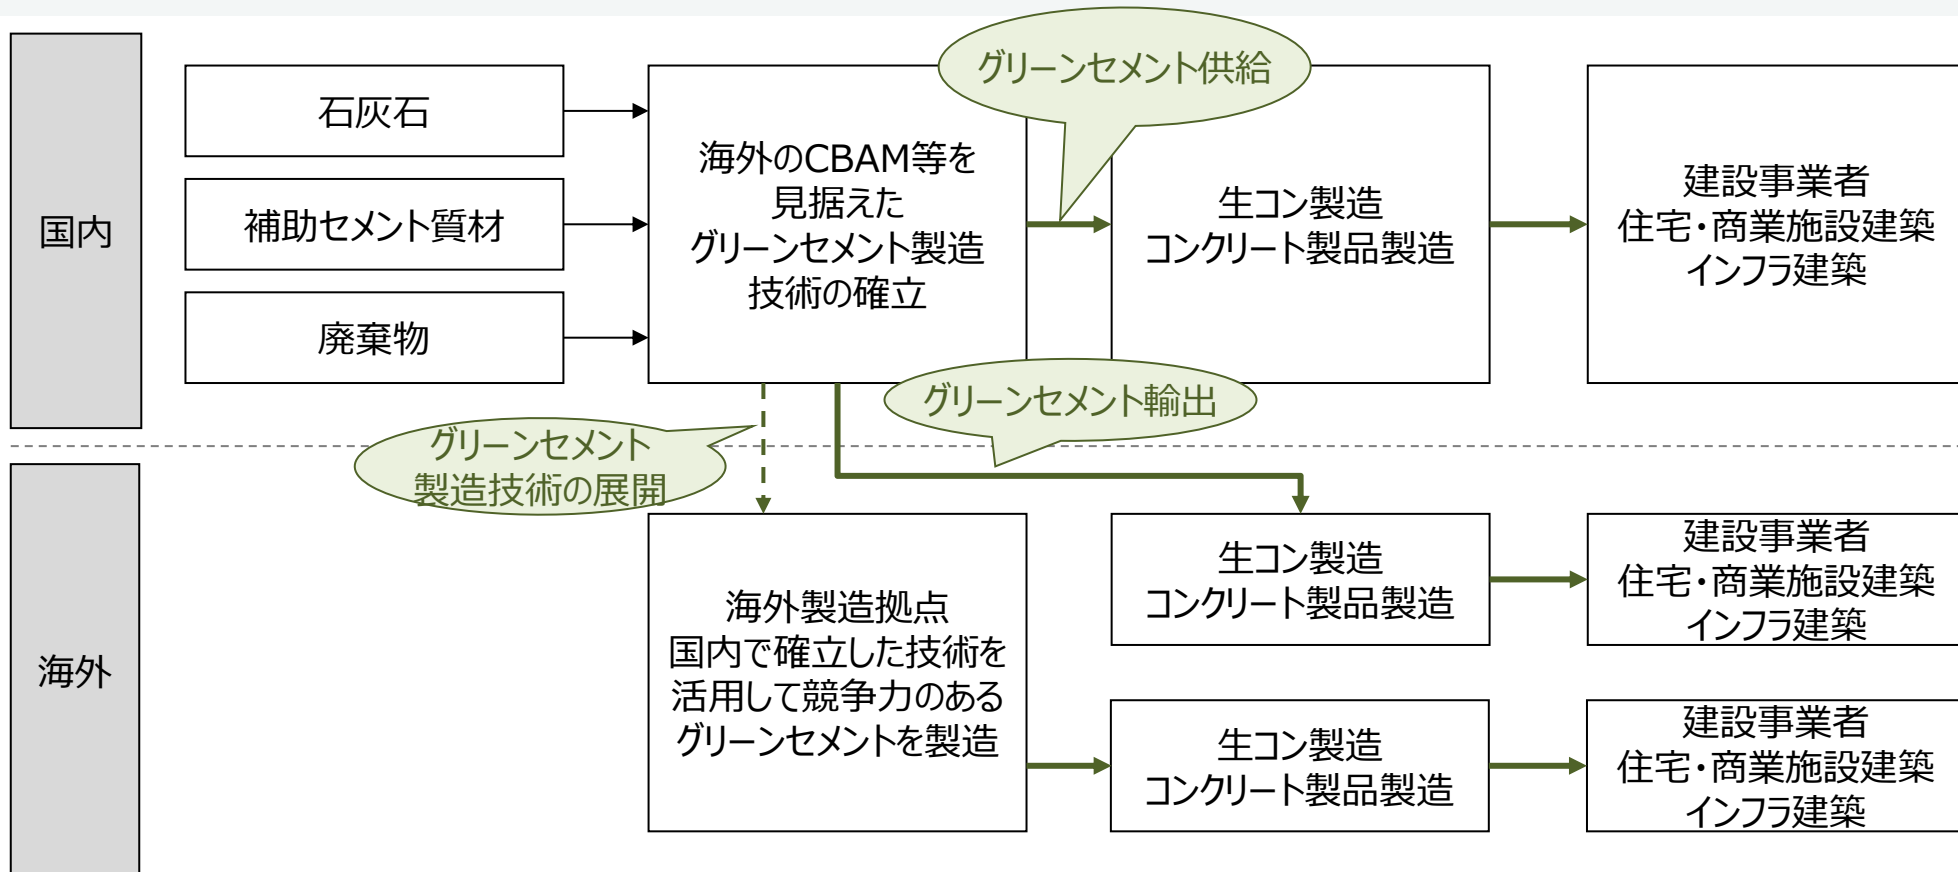 国内
石灰石
補助セメント質材
廃棄物
海外のCBAM等を
見据えた
グリーンセメント製造
技術の確立
グリーンセメント供給
生コン製造
コンクリート製品製造
建設事業者
住宅・商業施設建築
インフラ建築
グリーンセメント
製造技術の展開
グリーンセメント輸出
海外
海外製造拠点
国内で確立した技術を
活用して競争力のある
グリーンセメントを製造
生コン製造
コンクリート製品製造
建設事業者
住宅・商業施設建築
インフラ建築
生コン製造
コンクリート製品製造
建設事業者
住宅・商業施設建築
インフラ建築